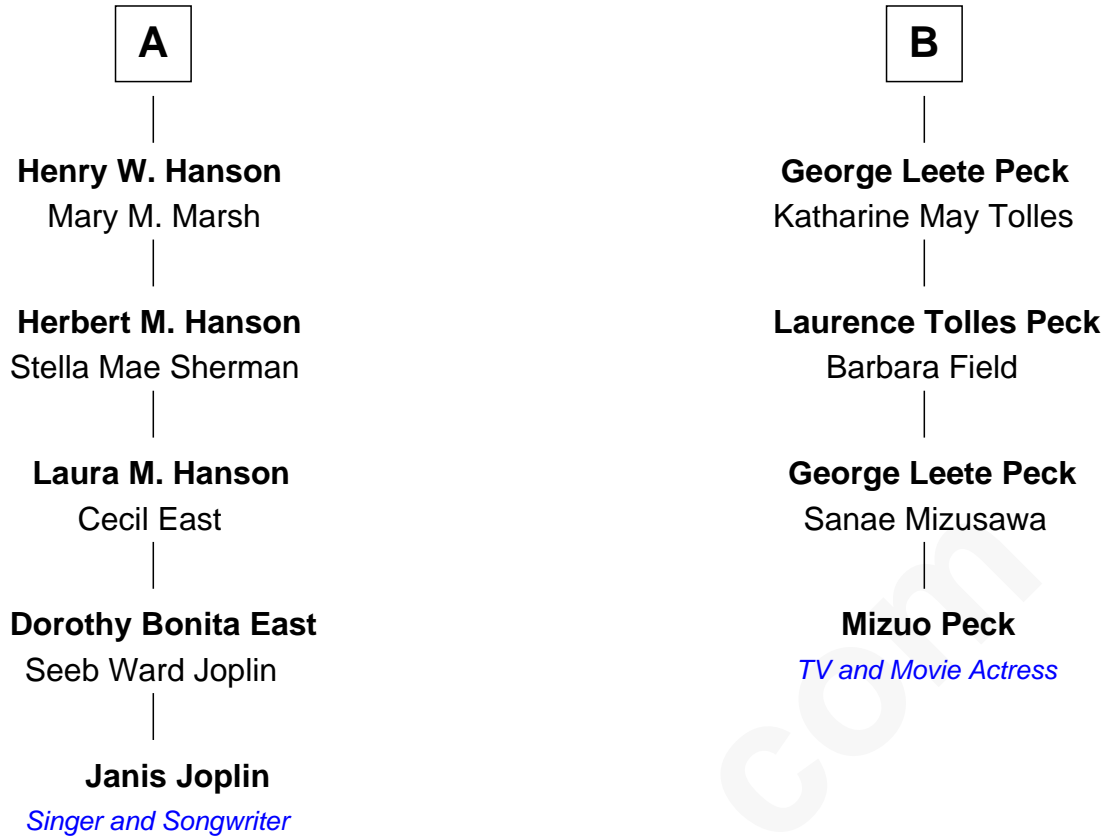 A
Henry W. Hanson
Mary M. Marsh
Herbert M. Hanson
Stella Mae Sherman
Laura M. Hanson
Cecil East
Dorothy Bonita East
Seeb Ward Joplin
Janis Joplin
Singer and Songwriter
B
George Leete Peck
Katharine May Tolles
Laurence Tolles Peck
Barbara Field
George Leete Peck
Sanae Mizusawa
Mizuo Peck
TV and Movie Actress
com